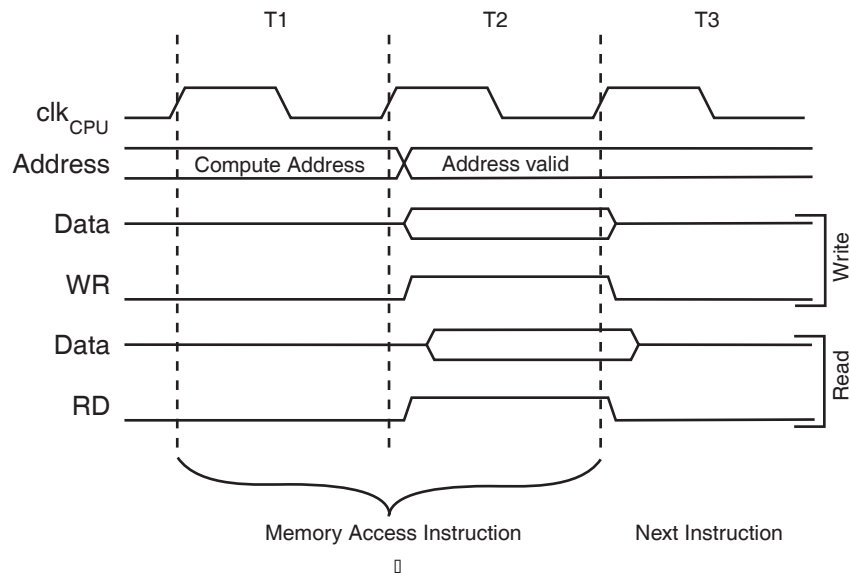 T1 T2 T3
clkCPU
Address Compute Address Address valid
Data
WR
Write
Data
RD
Read
Memory Access Instruction Next Instruction